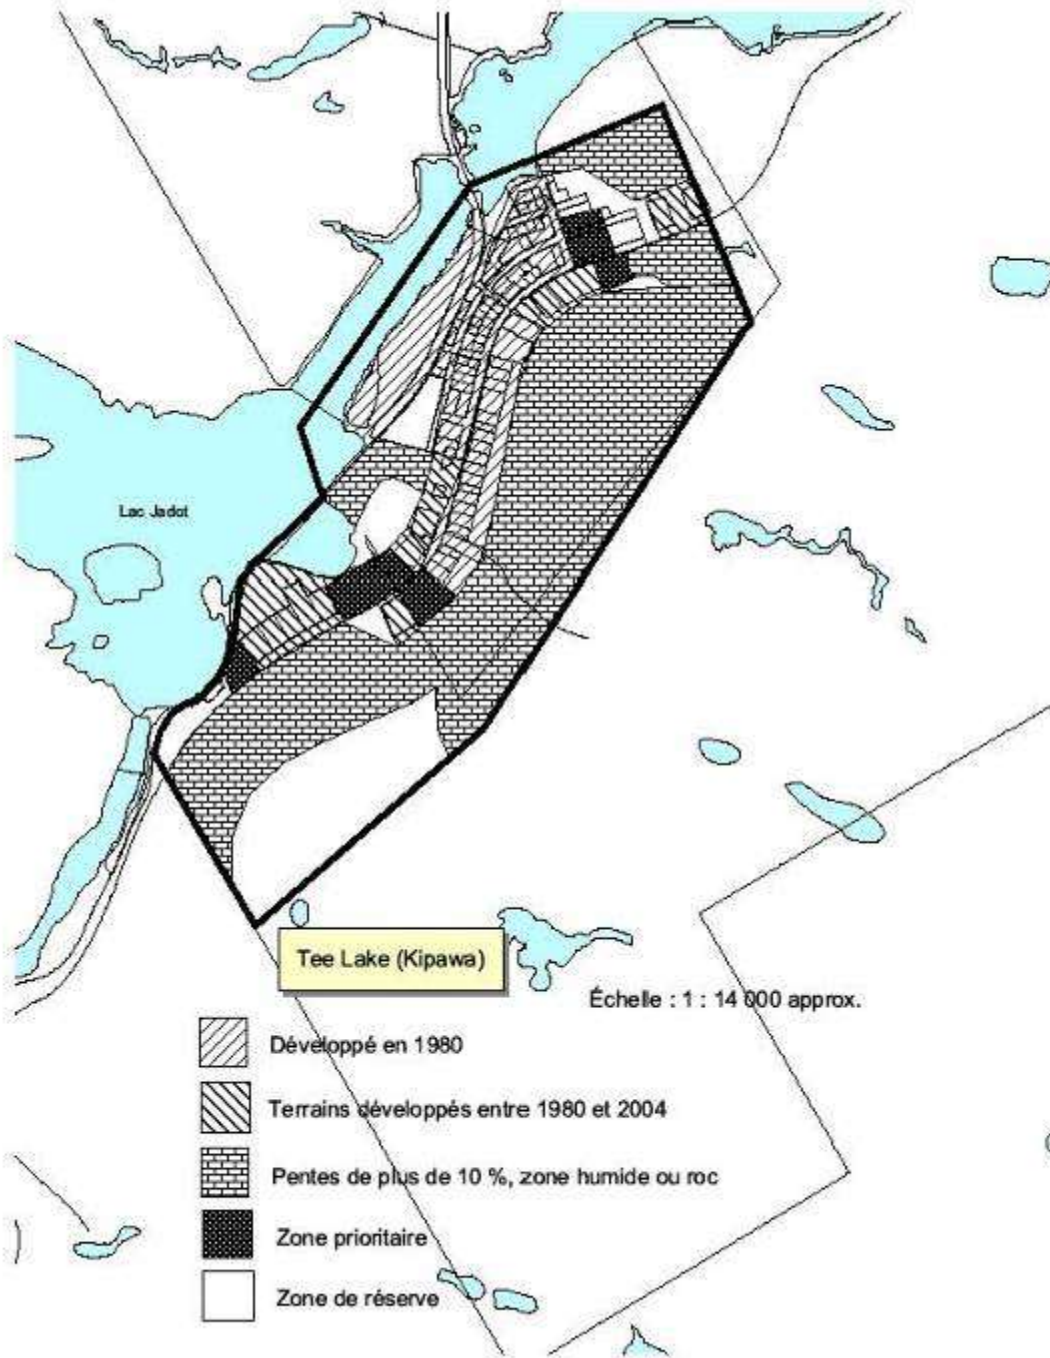 Lac Jadot
Tee Lake (Kipawa)
Échelle : 1 : 14 000 approx.
Développé en 1980
Terrains développés entre 1980 et 2004
Pentes de plus de 10 %, zone humide ou roc
Zone prioritaire
Zone de réserve